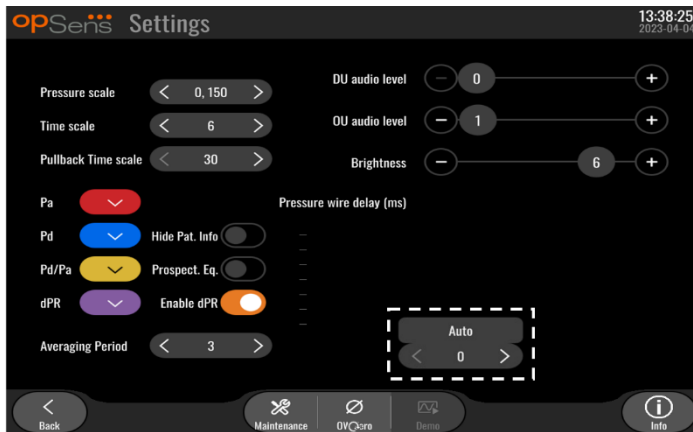 opSens Settings
13:38:25
2023-04-04
Pressure scale < 0, 150 >
Time scale < 6 >
Pullback Time scale < 30 >
DU audio level − 0 +
OU audio level − 1 +
Brightness − 6 +
Pa
Pd
Pd/Pa
dPR
Hide Pat. Info
Prospect. Eq.
Enable dPR
Averaging Period < 3 >
Pressure wire delay (ms)
Auto
< 0 >
Back
Maintenance
Demo
Info